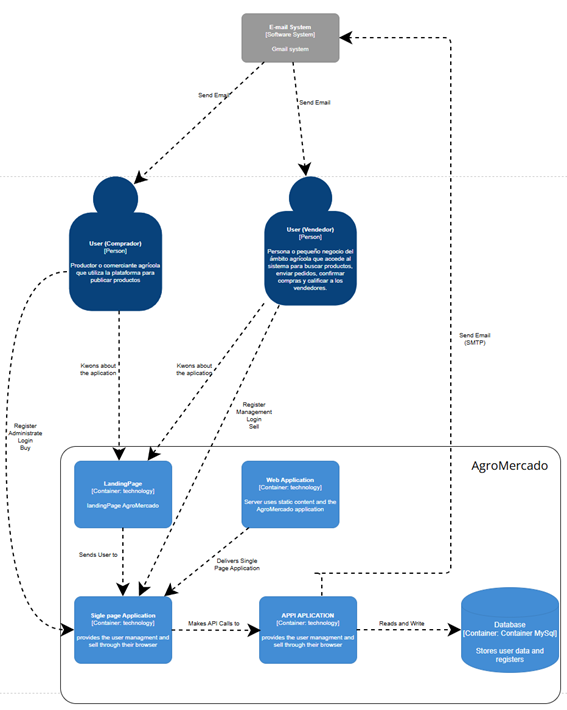 E-mail System
[Software System]
Gmail system
Send Email
Send Email
User (Comprador)
[Person]
Productor o comerciante agrícola
que utiliza la plataforma para
publicar productos
User (Vendedor)
[Person]
Persona o pequeño negocio del
ámbito agrícola que accede al
sistema para buscar productos,
enviar pedidos, confirmar
compras y calificar a los
vendedores.
Send Email
(SMTP)
Kwons about
the aplication
Kwons about
the aplication
Register
Management
Login
Sell
Register
Administrate
Login
Buy
AgroMercado
LandingPage
[Container: technology]
landingPage AgroMercado
Web Application
[Container: technology]
Server uses static content and the
AgroMercado application
Sends User to
Delivers Single
Page Application
Sigle page Application
[Container: technology]
provides the user managment and
sell through their browser
Makes API Calls to
APPI APLICATION
[Container: technology]
provides the user managment and
sell through their browser
Reads and Write
Database
[Container: Container MySql]
Stores user data and
registers